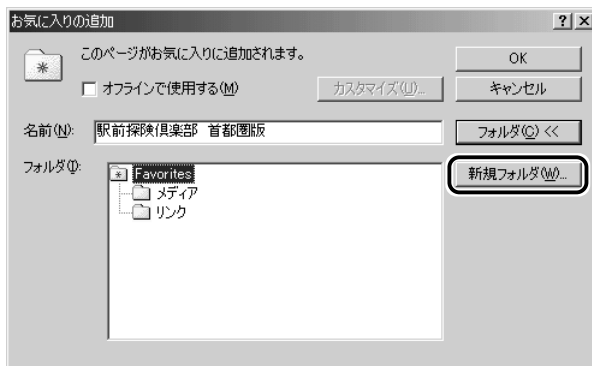 お気に入りの追加
このページがお気に入りに追加されます。
OK
オフラインで使用する(M)
カスタマイズ(U)...
キャンセル
名前(N):
駅前探険倶楽部 首都圏版
フォルダ(C) <<
フォルダ(I):
Favorites
新規フォルダ(W)...
メディア
リンク